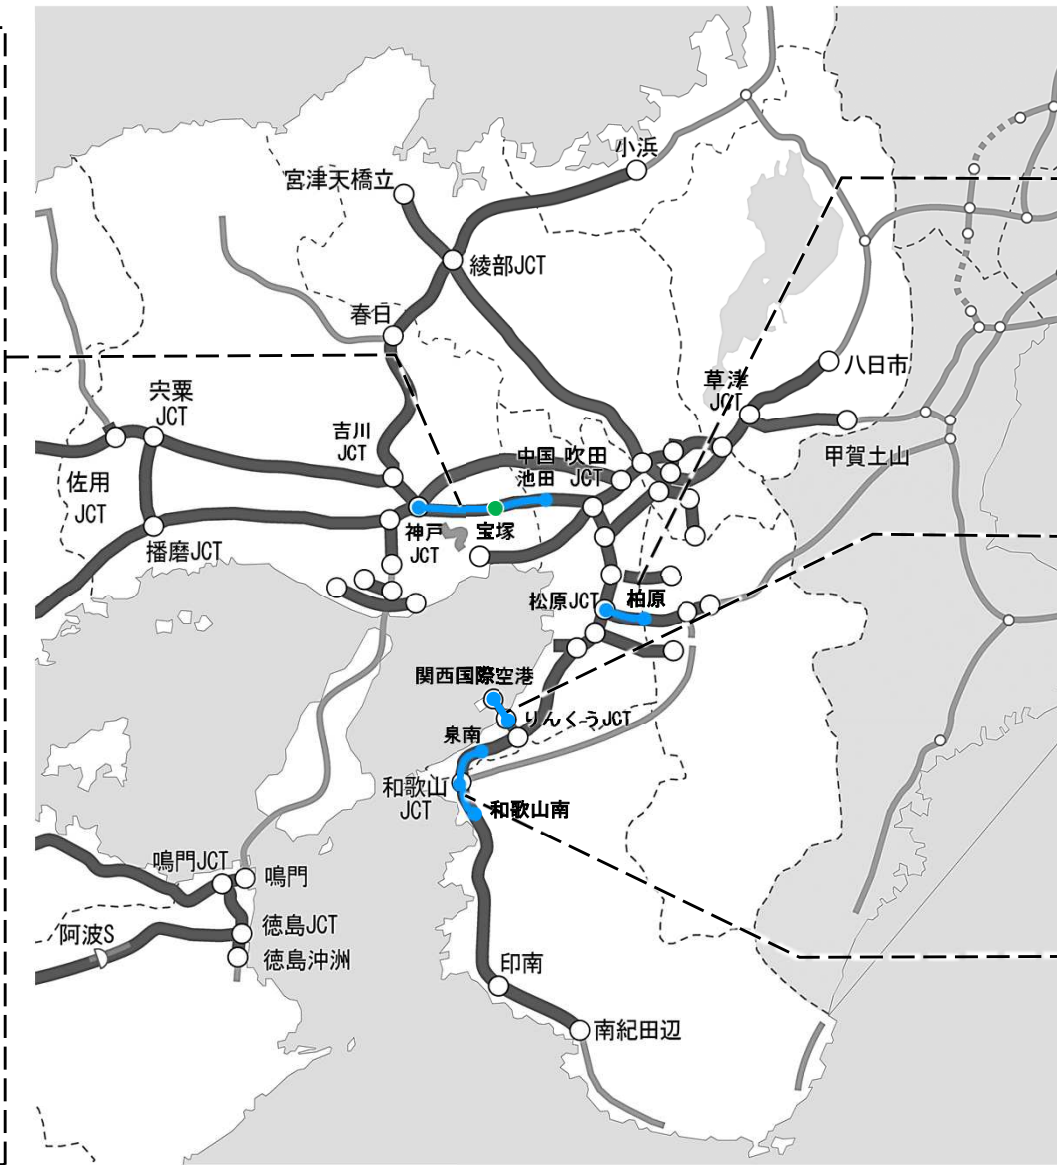 小浜
宮津天橋立
綾部JCT
春日
八日市
草津
JCT
宍粟
JCT
吉川
JCT
中国 吹田
池田 JCT
甲賀土山
佐用
JCT
神戸
JCT
宝塚
播磨JCT
松原JCT
柏原
関西国際空港
りんくうJCT
泉南
和歌山
JCT
和歌山南
鳴門JCT
鳴門
阿波S
徳島JCT
徳島沖洲
印南
南紀田辺